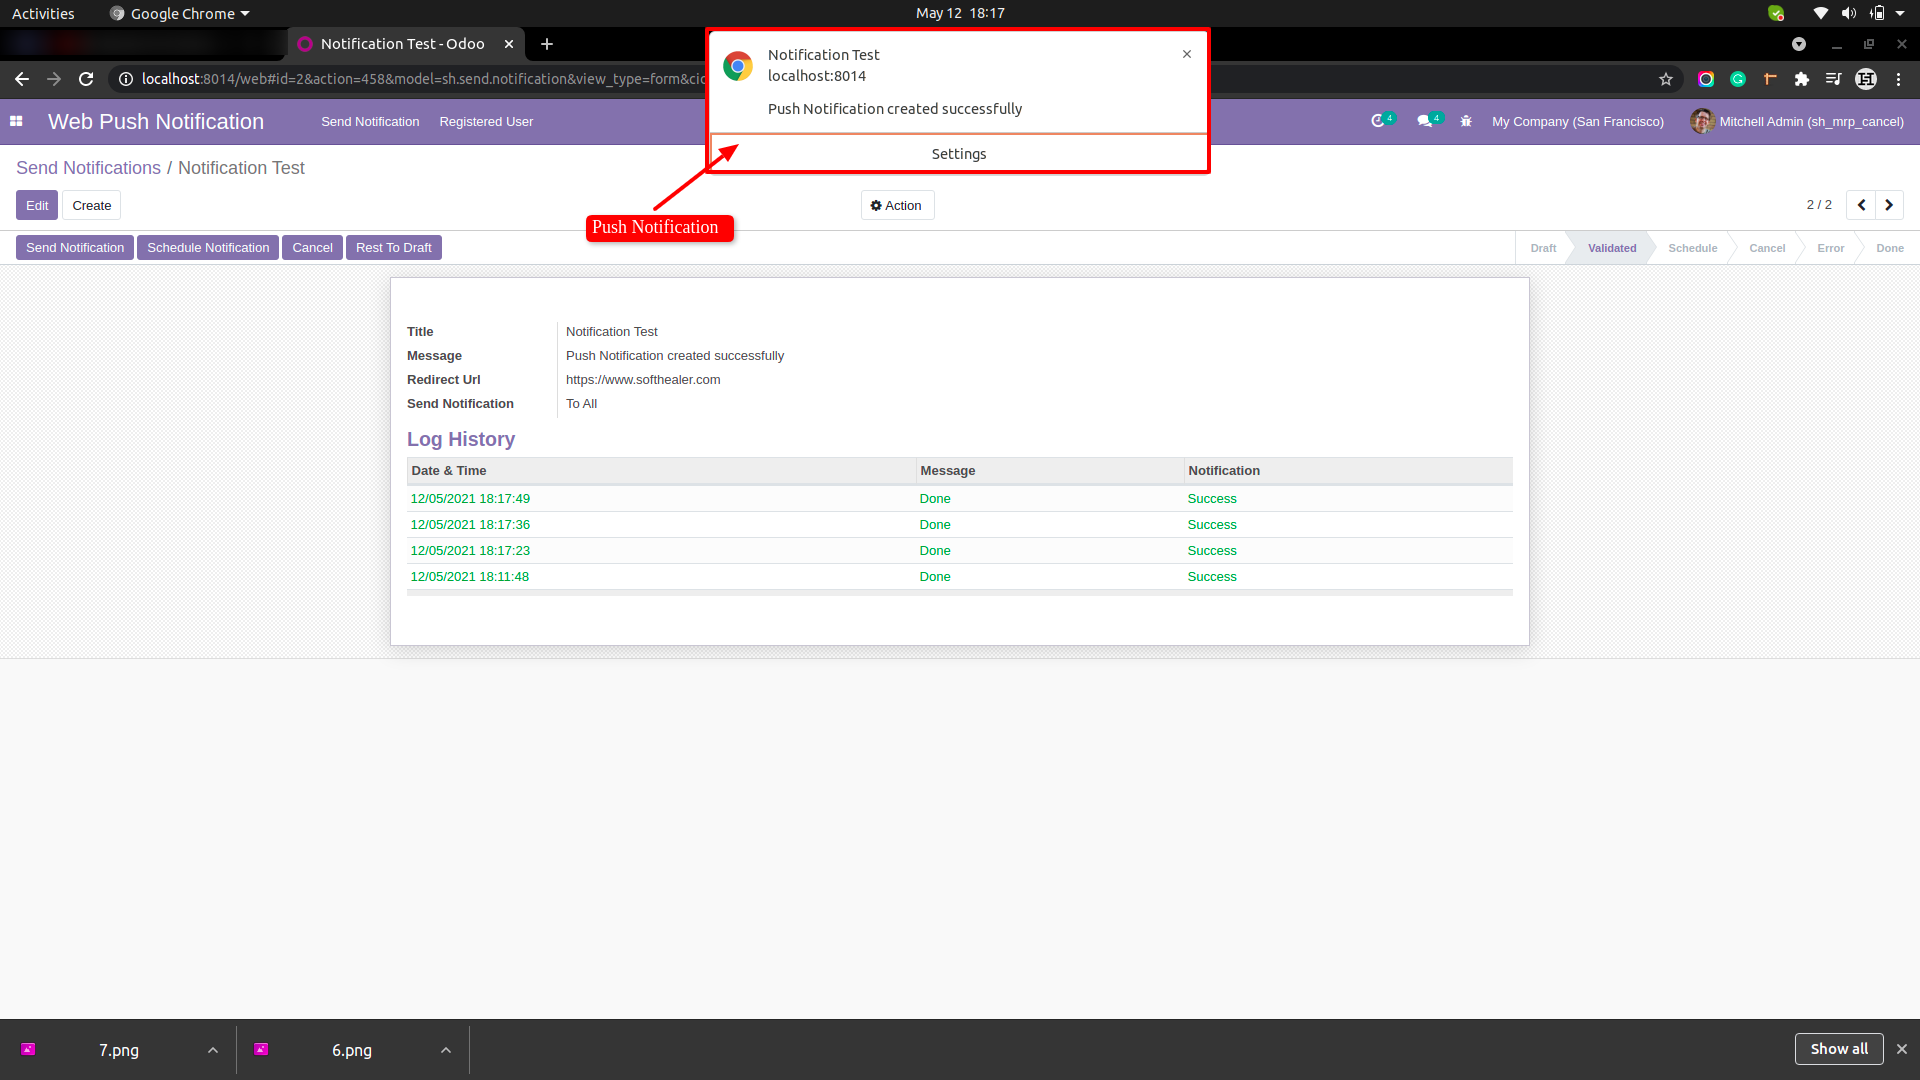 Activities
Google Chrome
May 12 18:17
Notification Test - Odoo
localhost:8014/web#id=2&action=458&model=sh.send.notification&view_type=form&cid
Notification Test
localhost:8014
Push Notification created successfully
Settings
Web Push Notification
Send Notification
Registered User
4
4
My Company (San Francisco)
Mitchell Admin (sh_mrp_cancel)
Send Notifications / Notification Test
Edit
Create
Action
2 / 2
Push Notification
Send Notification
Schedule Notification
Cancel
Rest To Draft
Draft
Validated
Schedule
Cancel
Error
Done
Title Notification Test
Message Push Notification created successfully
Redirect Url https://www.softhealer.com
Send Notification To All
Log History
Date & Time Message Notification
12/05/2021 18:17:49 Done Success
12/05/2021 18:17:36 Done Success
12/05/2021 18:17:23 Done Success
12/05/2021 18:11:48 Done Success
7.png
6.png
Show all